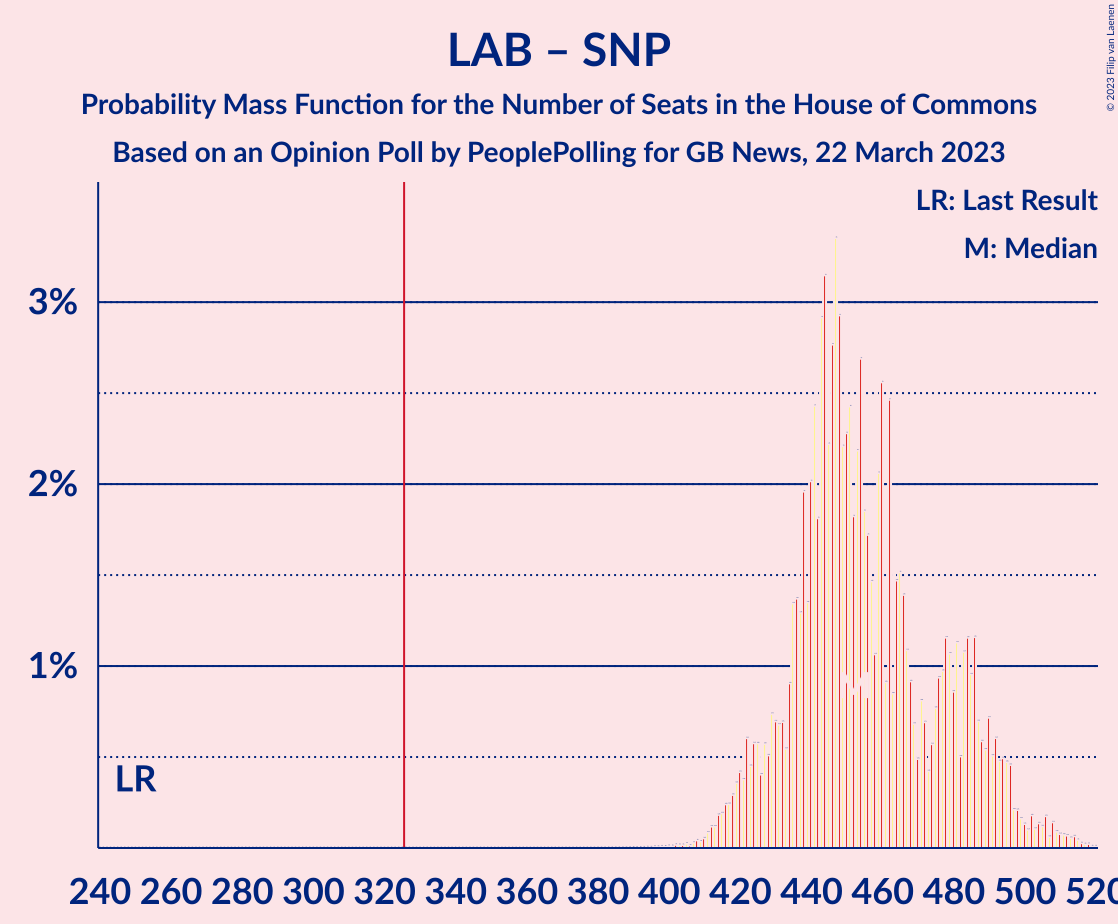 LAB – SNP
Probability Mass Function for the Number of Seats in the House of Commons
Based on an Opinion Poll by PeoplePolling for GB News, 22 March 2023
© 2023 Filip van Laenen
LR: Last Result
M: Median
3%
2%
1%
LR
240 260 280 300 320 340 360 380 400 420 440 460 480 500 520